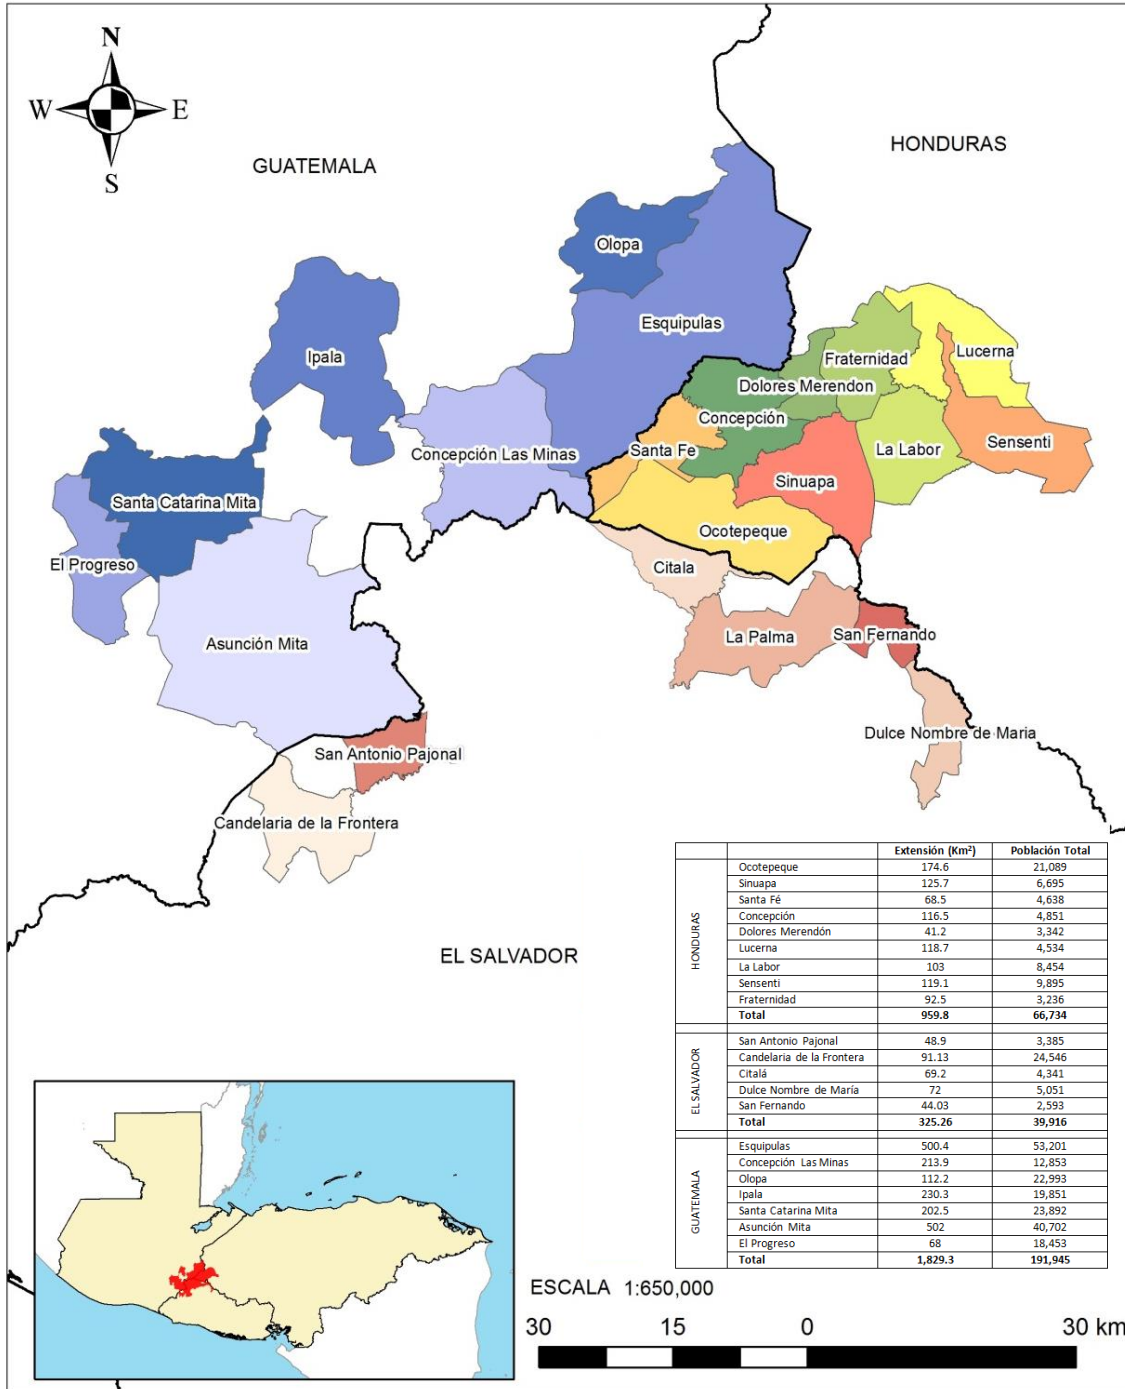 N
W E
S
GUATEMALA
HONDURAS
Olopa
Esquipulas
Ipala
Fraternidad
Lucerna
Dolores Merendon
Concepción
Santa Fe
Concepción Las Minas
La Labor
Sensenti
Sinuapa
Santa Catarina Mita
Ocotepeque
El Progreso
Citala
Asunción Mita
La Palma
San Fernando
Dulce Nombre de Maria
San Antonio Pajonal
Candelaria de la Frontera
EL SALVADOR
Extensión (Km²) Población Total
HONDURAS
Ocotepeque 174.6 21,089
Sinuapa 125.7 6,695
Santa Fé 68.5 4,638
Concepción 116.5 4,851
Dolores Merendón 41.2 3,342
Lucerna 118.7 4,534
La Labor 103 8,454
Sensenti 119.1 9,895
Fraternidad 92.5 3,236
Total 959.8 66,734
EL SALVADOR
San Antonio Pajonal 48.9 3,385
Candelaria de la Frontera 91.13 24,546
Citalá 69.2 4,341
Dulce Nombre de María 72 5,051
San Fernando 44.03 2,593
Total 325.26 39,916
GUATEMALA
Esquipulas 500.4 53,201
Concepción Las Minas 213.9 12,853
Olopa 112.2 22,993
Ipala 230.3 19,851
Santa Catarina Mita 202.5 23,892
Asunción Mita 502 40,702
El Progreso 68 18,453
Total 1,829.3 191,945
ESCALA 1:650,000
30 15 0 30 km